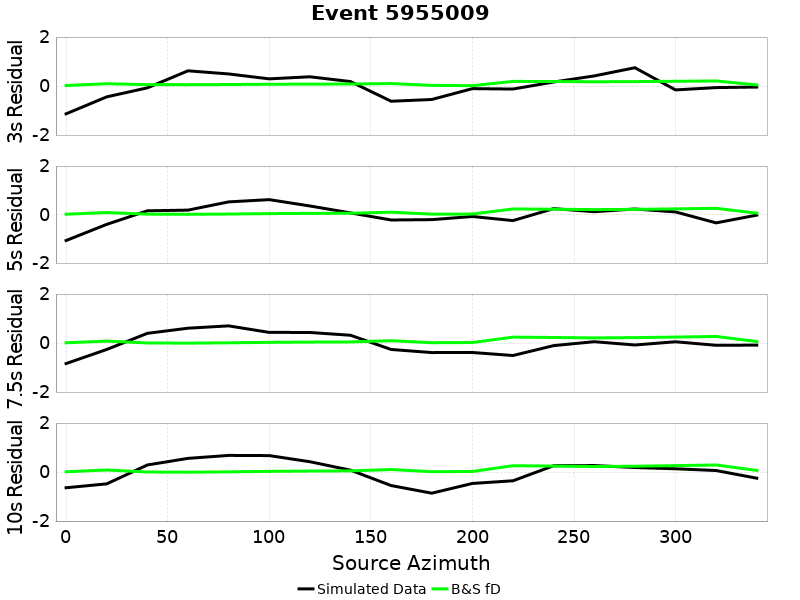 Event 5955009
3s Residual
2
0
-2
5s Residual
2
0
-2
7.5s Residual
2
0
-2
10s Residual
2
0
-2
0 50 100 150 200 250 300
Source Azimuth
Simulated Data B&S fD